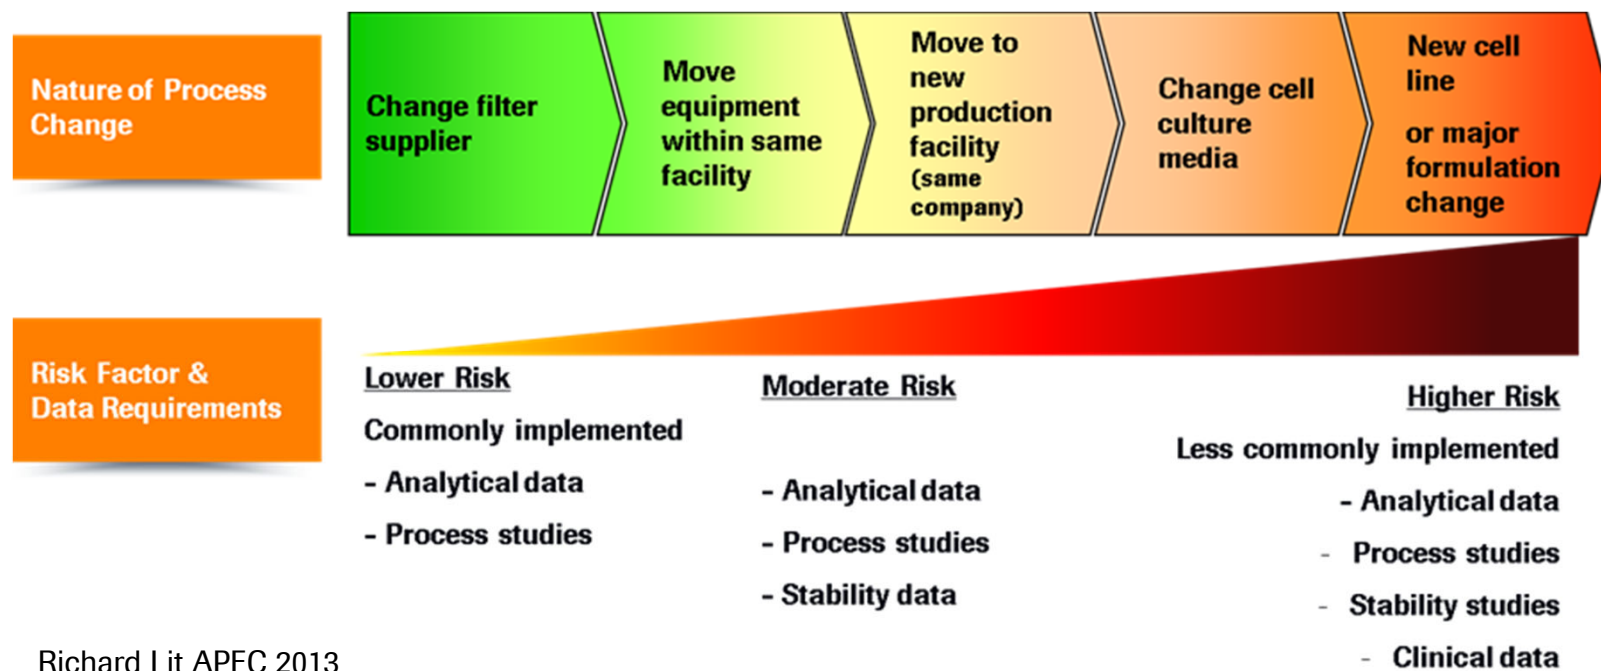 Nature of Process
Change
Change filter
supplier
Move
equipment
within same
facility
Move to
new
production
facility
(same
company)
Change cell
culture
media
New cell
line
or major
formulation
change
Risk Factor &
Data Requirements
Lower Risk
Commonly implemented
- Analytical data
- Process studies
Moderate Risk
- Analytical data
- Process studies
- Stability data
Higher Risk
Less commonly implemented
- Analytical data
- Process studies
- Stability studies
- Clinical data
Richard Lit APEC 2013